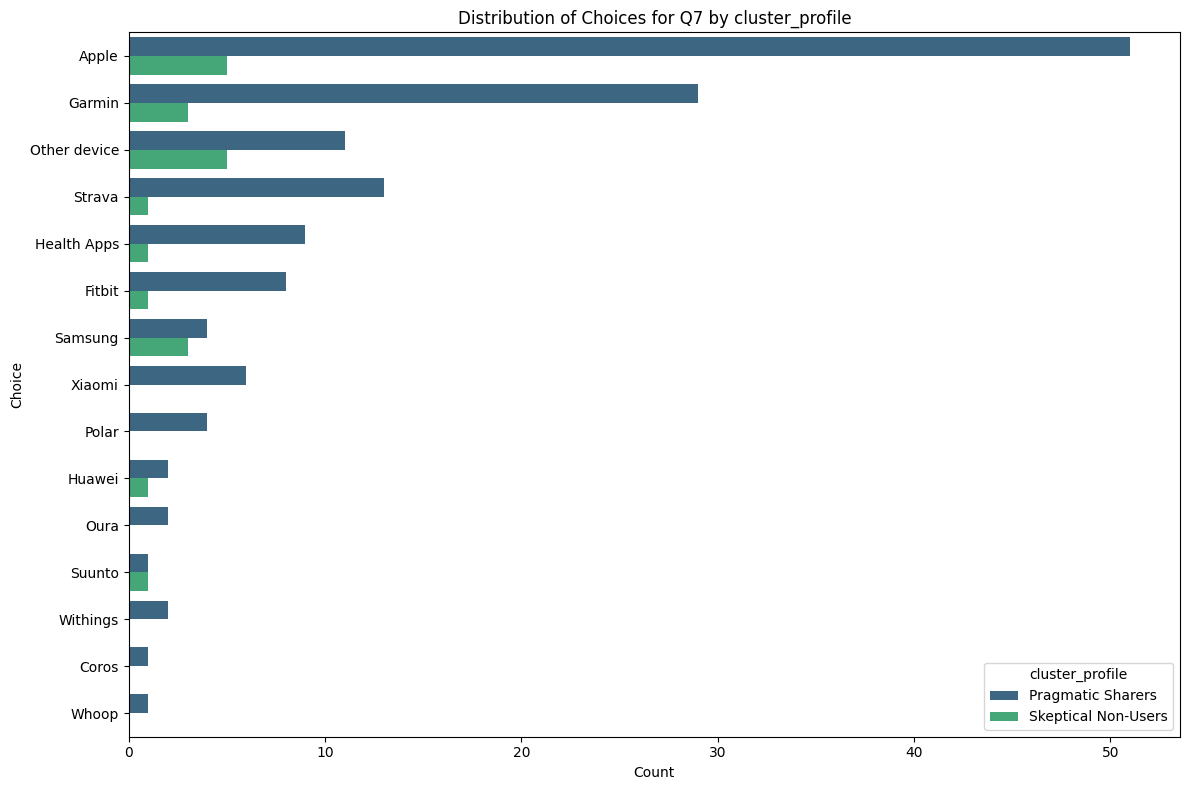 Distribution of Choices for Q7 by cluster_profile
Choice
Apple
Garmin
Other device
Strava
Health Apps
Fitbit
Samsung
Xiaomi
Polar
Huawei
Oura
Suunto
Withings
Coros
Whoop
cluster_profile
Pragmatic Sharers
Skeptical Non-Users
0 10 20 30 40 50
Count